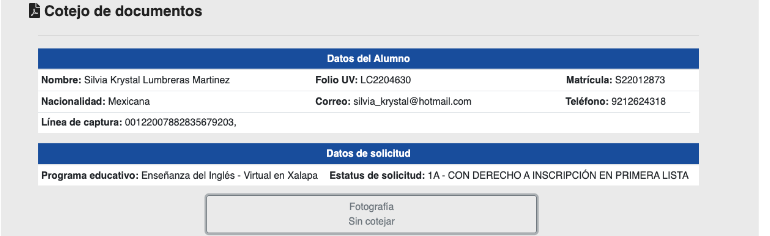 Cotejo de documentos
Datos del Alumno
Nombre: Silvia Krystal Lumbreras Martinez Folio UV: LC2204630 Matrícula: S22012873
Nacionalidad: Mexicana Correo: silvia_krystal@hotmail.com Teléfono: 9212624318
Línea de captura: 00122007882835679203,
Datos de solicitud
Programa educativo: Enseñanza del Inglés - Virtual en Xalapa Estatus de solicitud: 1A - CON DERECHO A INSCRIPCIÓN EN PRIMERA LISTA
Fotografía
Sin cotejar